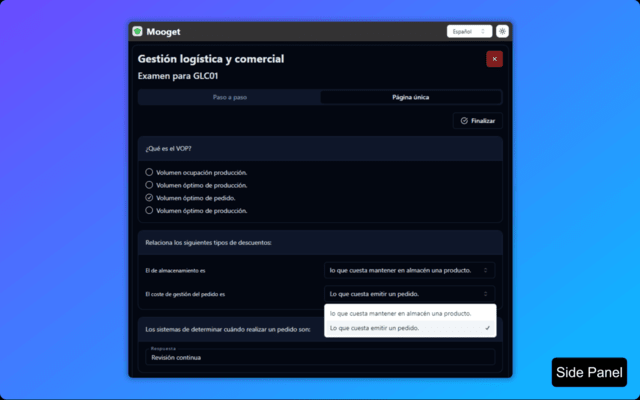 Mooget
Español
Gestión logística y comercial
Examen para GLC01
Paso a paso
Página única
Finalizar
¿Qué es el VOP?
Volumen ocupación producción.
Volumen óptimo de producción.
Volumen óptimo de pedido.
Volumen óptimo de producción.
Relaciona los siguientes tipos de descuentos:
El de almacenamiento es
lo que cuesta mantener en almacén una producto.
El coste de gestión del pedido es
Lo que cuesta emitir un pedido.
lo que cuesta mantener en almacén una producto.
Lo que cuesta emitir un pedido.
Los sistemas de determinar cuándo realizar un pedido son:
Respuesta
Revisión continua
Side Panel